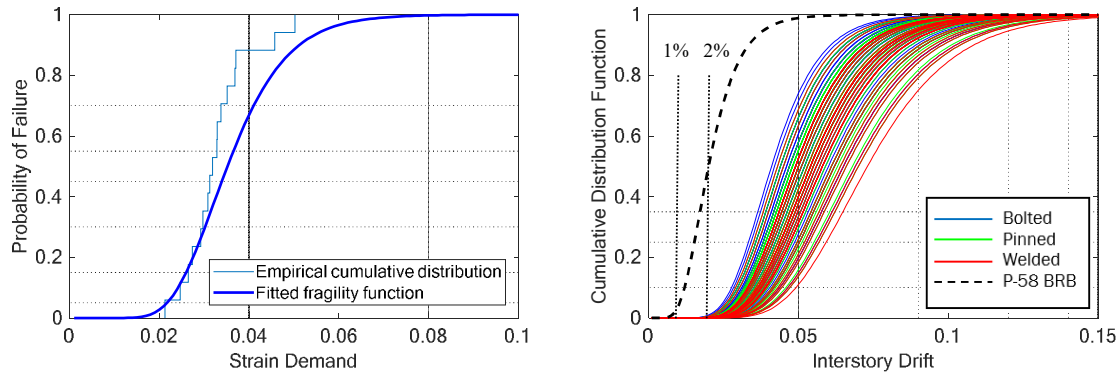 Probability of Failure
1
0.8
0.6
0.4
0.2
0
0
0.02
0.04
0.06
0.08
0.1
Strain Demand
Empirical cumulative distribution
Fitted fragility function
Cumulative Distribution Function
1
0.8
0.6
0.4
0.2
0
0
0.05
0.1
0.15
Interstory Drift
1%
2%
Bolted
Pinned
Welded
P-58 BRB